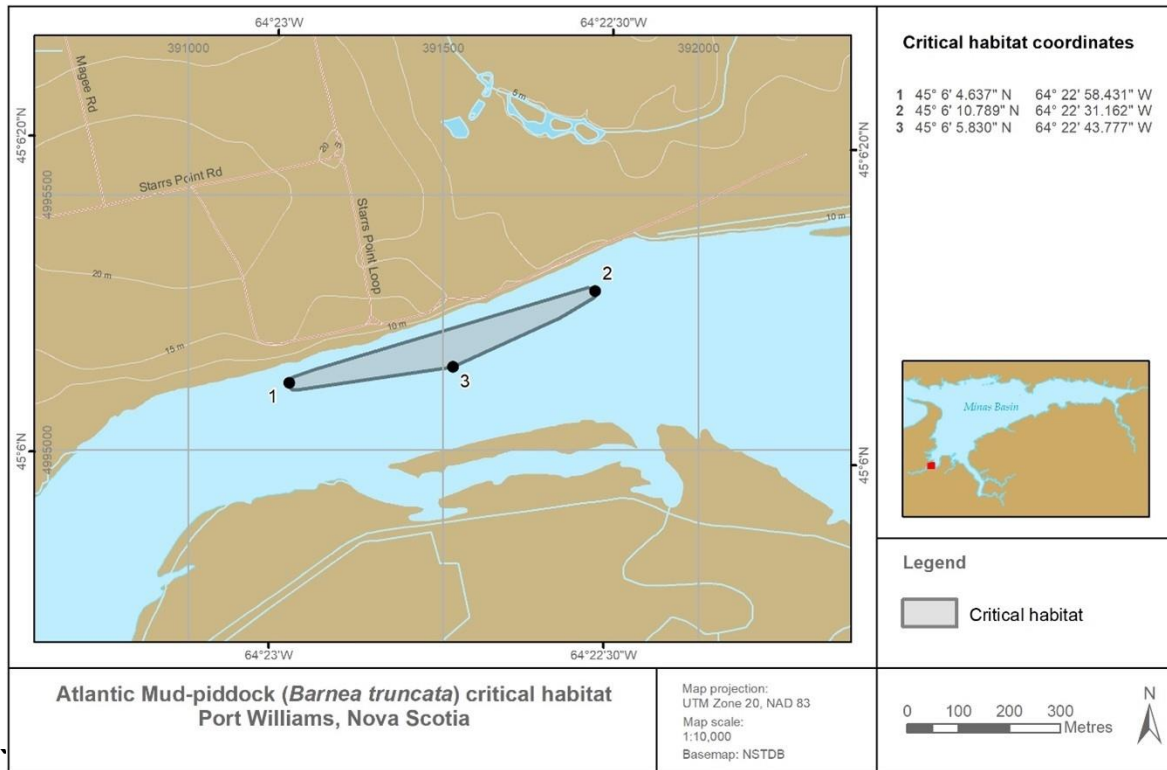 64°23'W
64°22'30"W
391000
391500
392000
45°6'20"N
45°6'20"N
4995500
Magee Rd
Starrs Point Rd
Starrs Point Loop
5 m
20
5
10 m
20 m
10 m
15 m
2
1
3
45°6'N
4995000
45°6'N
64°23'W
64°22'30"W
Critical habitat coordinates
1 45° 6' 4.637" N 64° 22' 58.431" W
2 45° 6' 10.789" N 64° 22' 31.162" W
3 45° 6' 5.830" N 64° 22' 43.777" W
Minas Basin
Legend
Critical habitat
Atlantic Mud-piddock (Barnea truncata) critical habitat
Port Williams, Nova Scotia
Map projection:
UTM Zone 20, NAD 83
Map scale:
1:10,000
Basemap: NSTDB
0 100 200 300
Metres
N